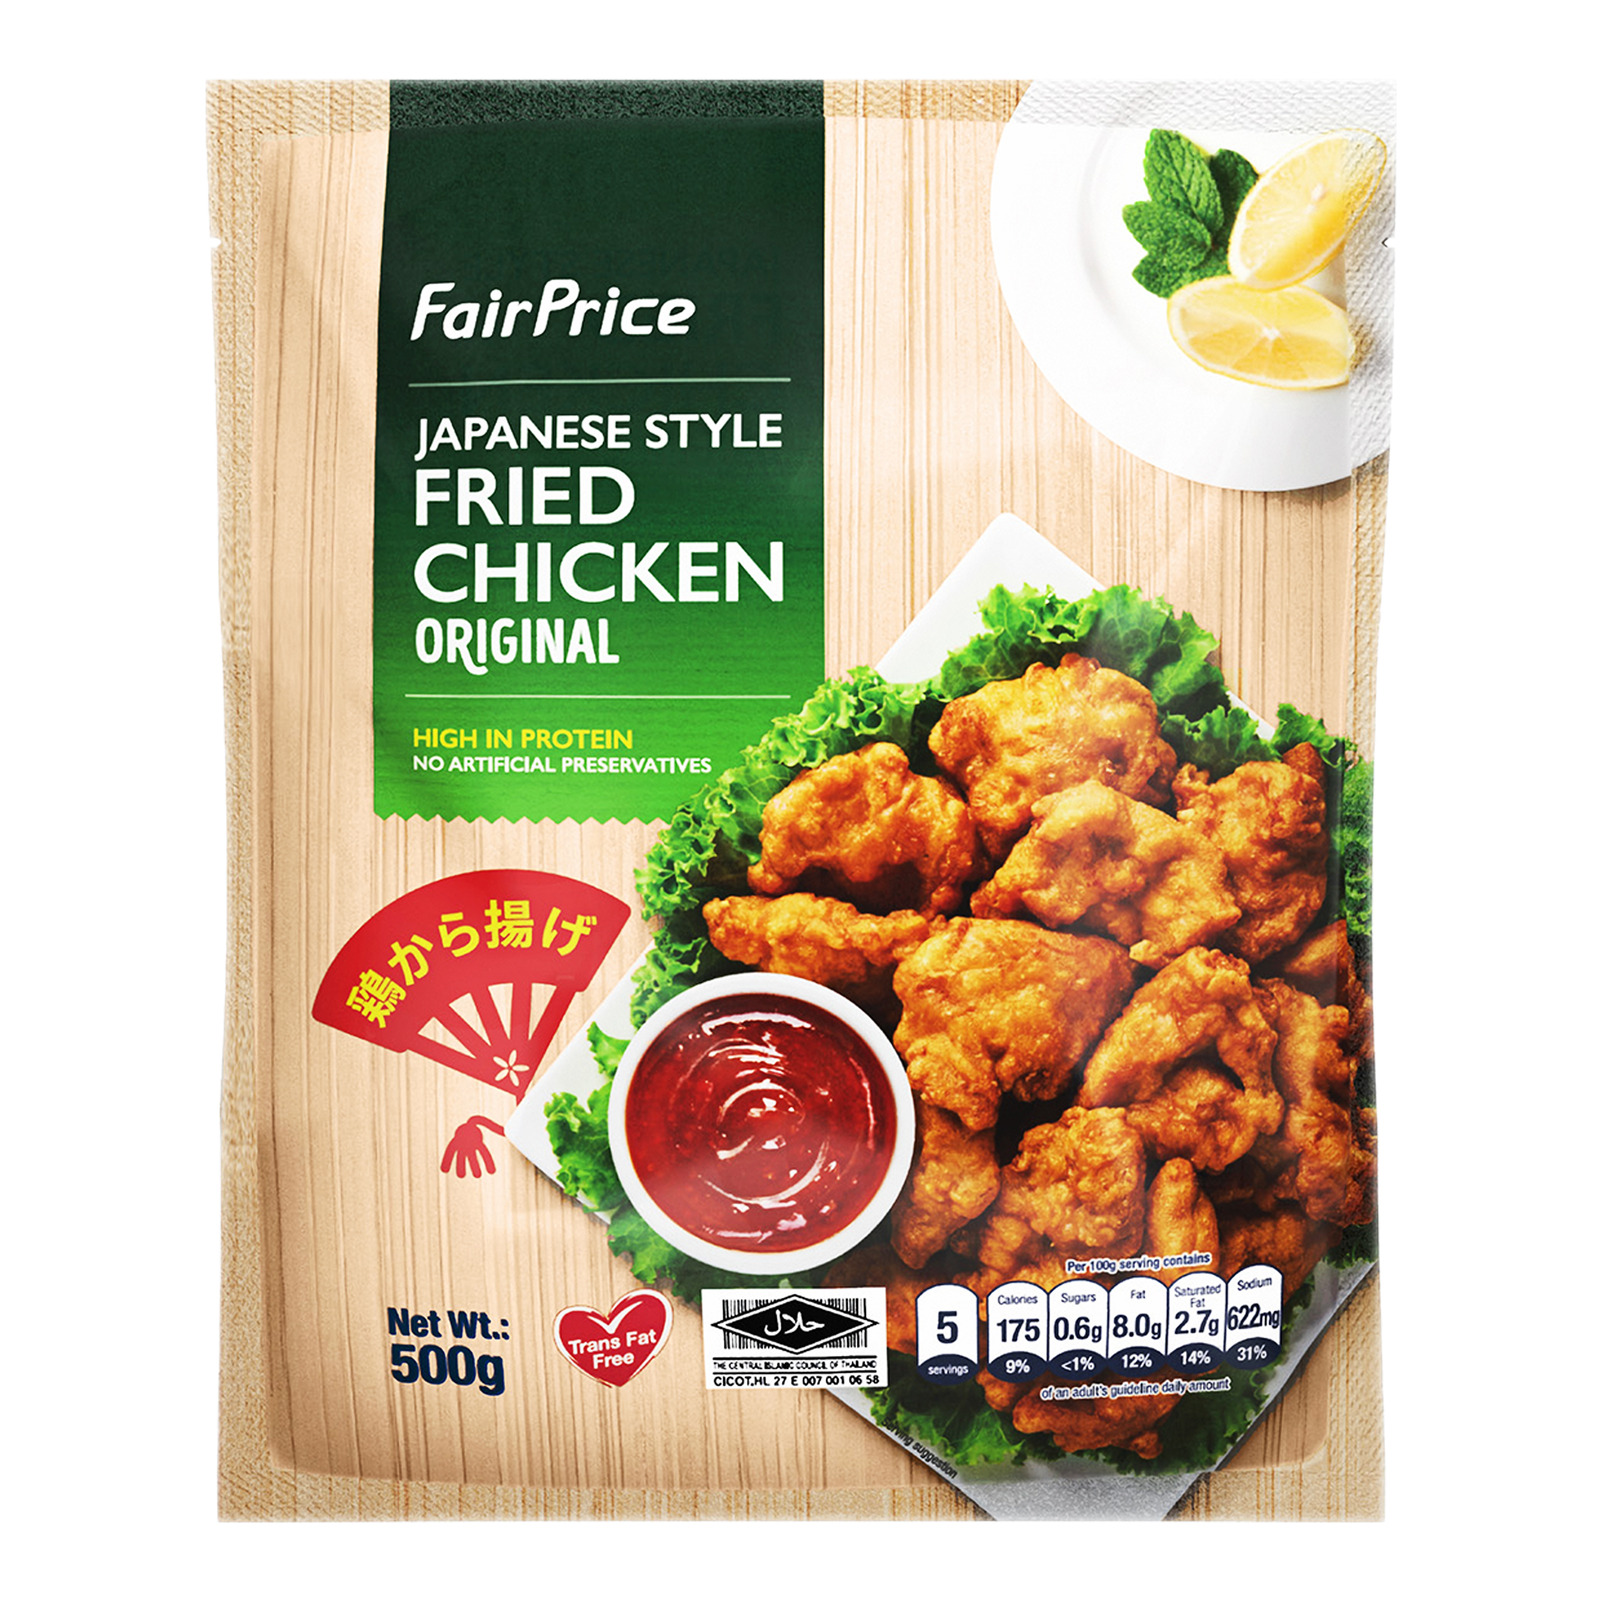 FairPrice
JAPANESE STYLE
FRIED
CHICKEN
ORIGINAL
HIGH IN PROTEIN
NO ARTIFICIAL PRESERVATIVES
鶏から揚げ
Net Wt.:
500g
Trans Fat
Free
حلال
THE CENTRAL ISLAMIC COUNCIL OF THAILAND
CICOT.HL 27 E 007 001 06 58
Per 100g serving contains
5
servings
Calories
175
9%
Sugars
0.6g
<1%
Fat
8.0g
12%
Saturated
Fat
2.7g
14%
Sodium
622mg
31%
of an adult's guideline daily amount
Serving suggestion